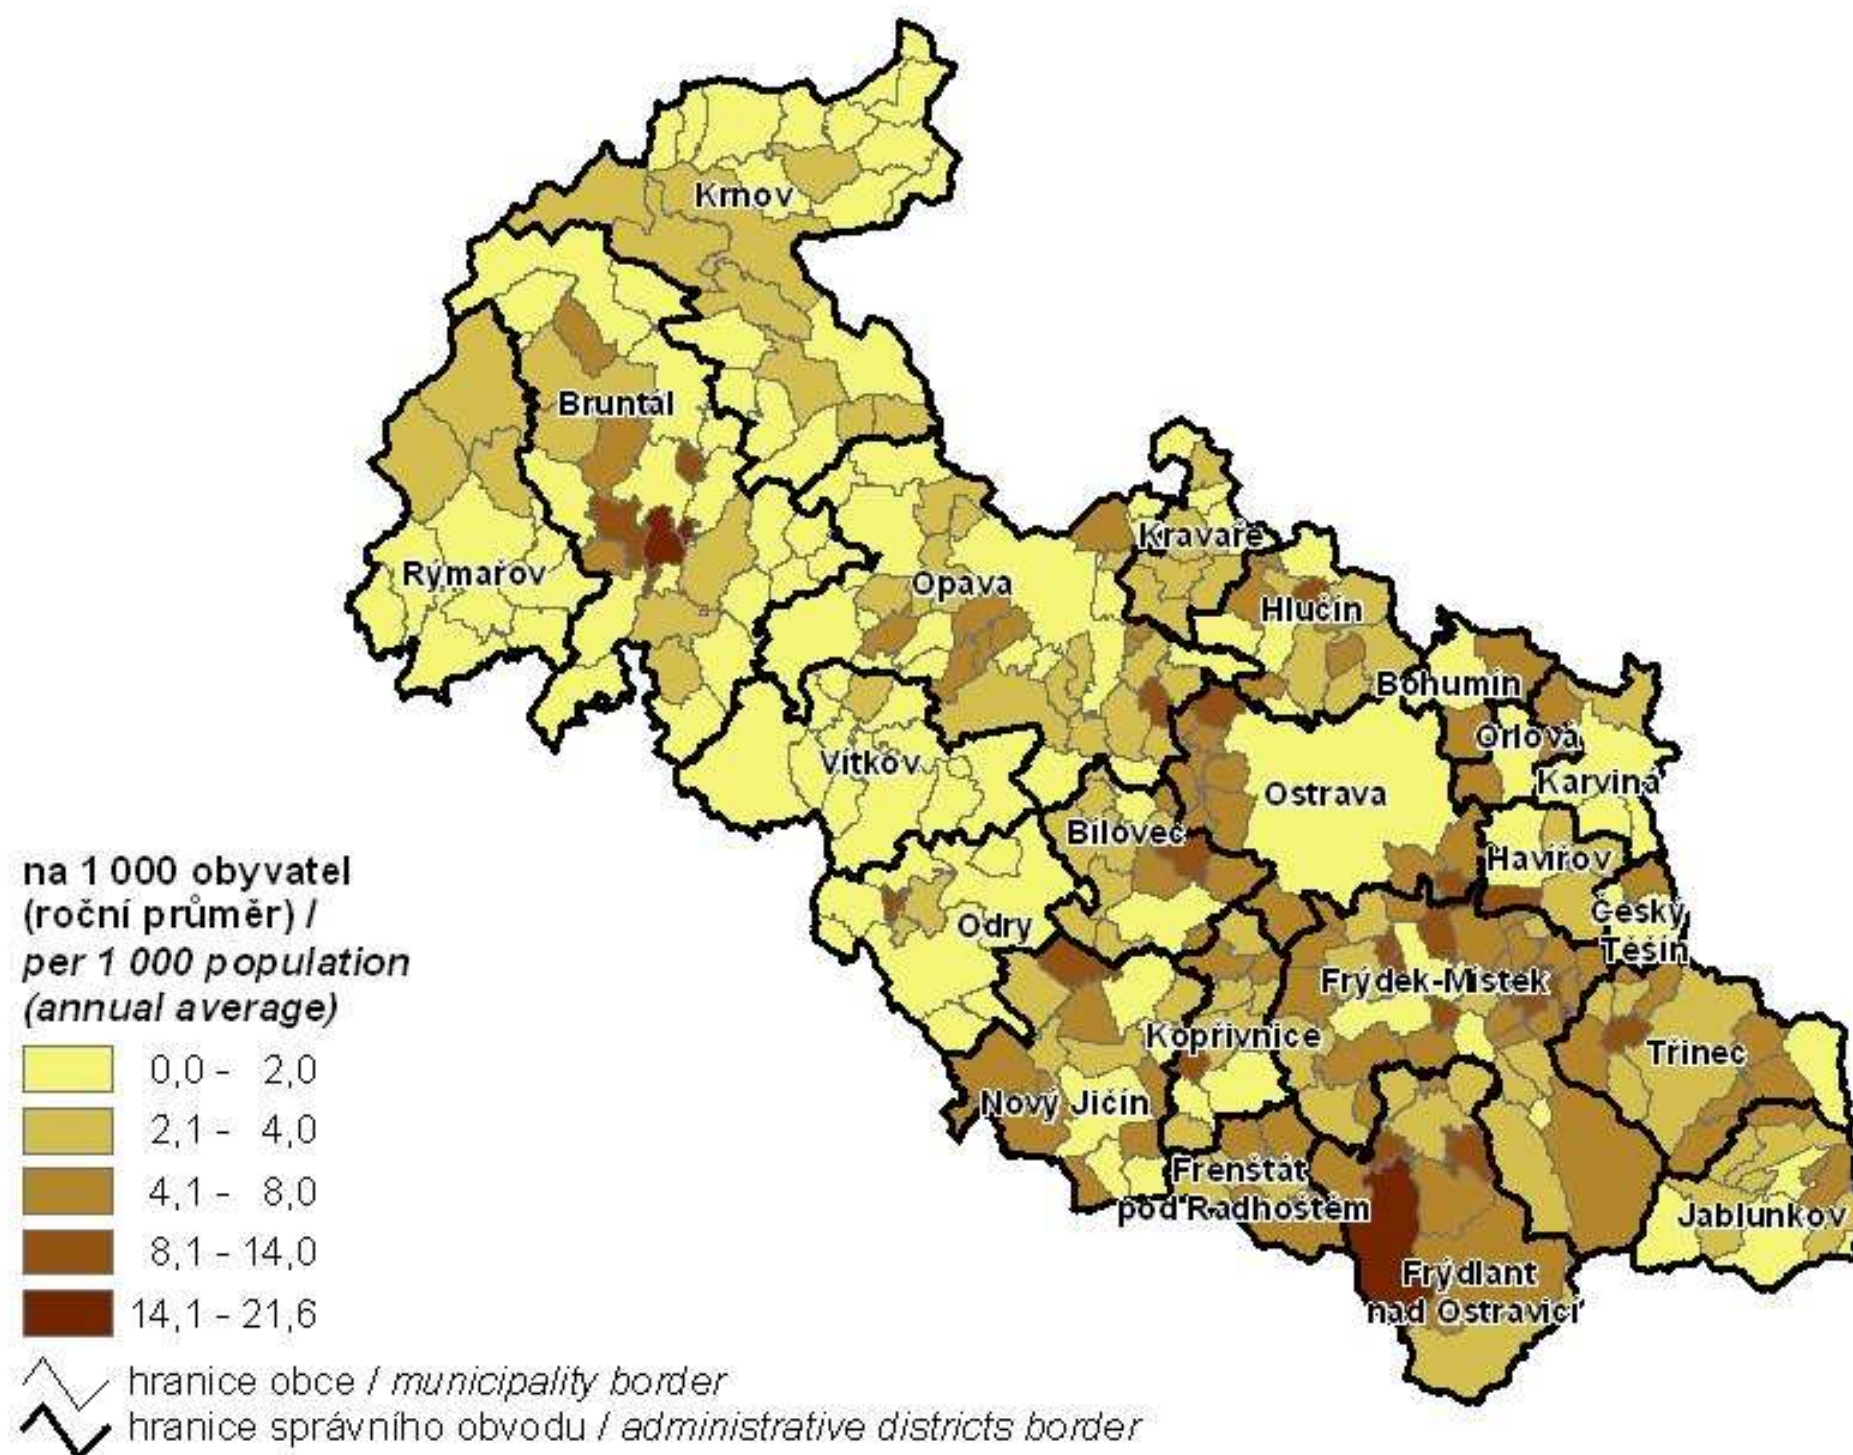 Krnov
Bruntál
Rýmařov
Opava
Kravaře
Hlučín
Bohumín
Orlová
Karviná
Ostrava
Vítkov
Bílovec
Havířov
Český
Těšín
Odry
Frýdek-Místek
Kopřivnice
Třinec
Nový Jičín
Frenštát
pod Radhoštěm
Jablunkov
Frýdlant
nad Ostravicí
na 1 000 obyvatel
(roční průměr) /
per 1 000 population
(annual average)
0,0 - 2,0
2,1 - 4,0
4,1 - 8,0
8,1 - 14,0
14,1 - 21,6
hranice obce / municipality border
hranice správního obvodu / administrative districts border